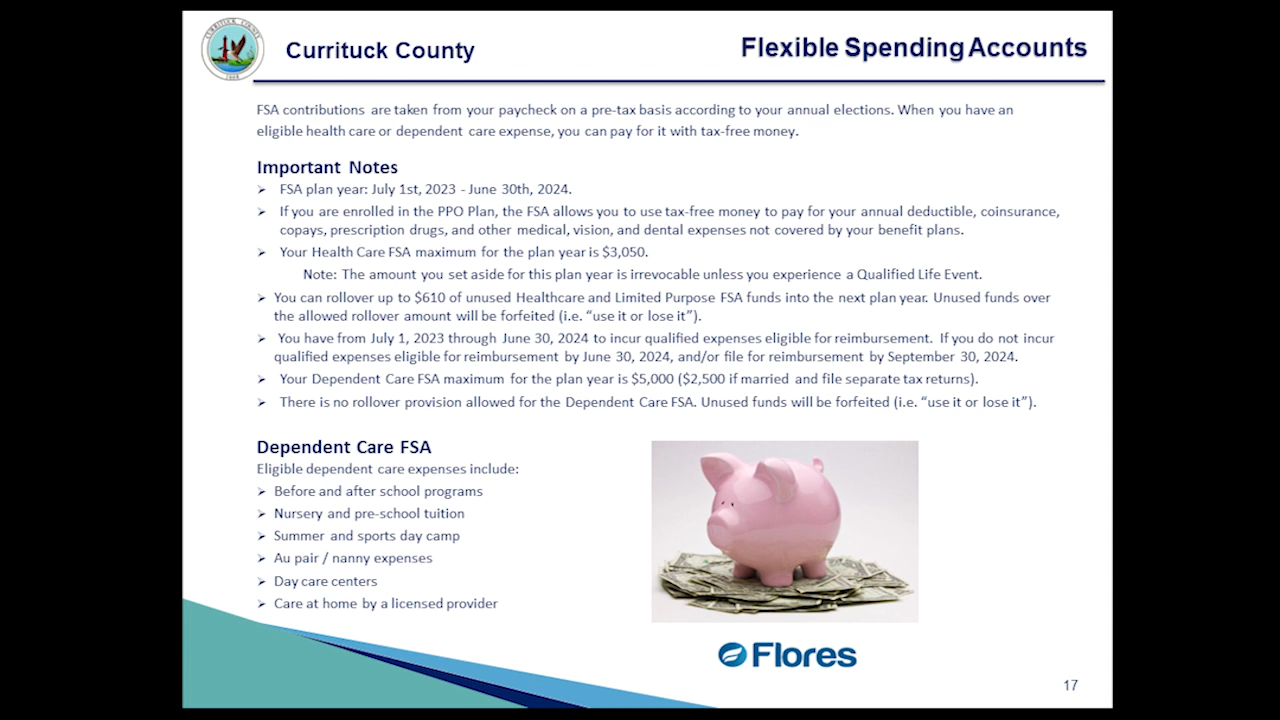 CURRITUCK COUNTY
Currituck County
Flexible Spending Accounts
FSA contributions are taken from your paycheck on a pre-tax basis according to your annual elections. When you have an
eligible health care or dependent care expense, you can pay for it with tax-free money.
Important Notes
➢ FSA plan year: July 1st, 2023 - June 30th, 2024.
➢ If you are enrolled in the PPO Plan, the FSA allows you to use tax-free money to pay for your annual deductible, coinsurance,
copays, prescription drugs, and other medical, vision, and dental expenses not covered by your benefit plans.
➢ Your Health Care FSA maximum for the plan year is $3,050.
Note: The amount you set aside for this plan year is irrevocable unless you experience a Qualified Life Event.
➢ You can rollover up to $610 of unused Healthcare and Limited Purpose FSA funds into the next plan year. Unused funds over
the allowed rollover amount will be forfeited (i.e. “use it or lose it”).
➢ You have from July 1, 2023 through June 30, 2024 to incur qualified expenses eligible for reimbursement. If you do not incur
qualified expenses eligible for reimbursement by June 30, 2024, and/or file for reimbursement by September 30, 2024.
➢ Your Dependent Care FSA maximum for the plan year is $5,000 ($2,500 if married and file separate tax returns).
➢ There is no rollover provision allowed for the Dependent Care FSA. Unused funds will be forfeited (i.e. “use it or lose it”).
Dependent Care FSA
Eligible dependent care expenses include:
➢ Before and after school programs
➢ Nursery and pre-school tuition
➢ Summer and sports day camp
➢ Au pair / nanny expenses
➢ Day care centers
➢ Care at home by a licensed provider
Flores
17